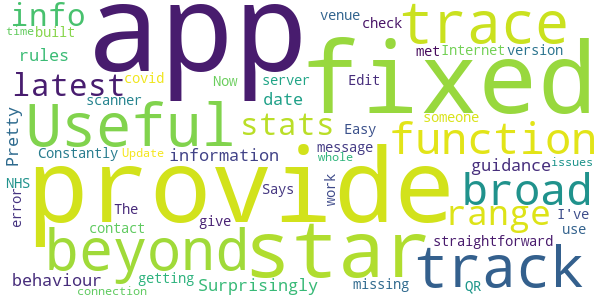 info
app
venue
check
trace
time
built
met
Internet
version
rules
latest
covid
Now
server
Edit
fixed
scanner
date
Useful
stats
Easy
someone
function
Pretty
Constantly
Update
information
message
whole
guidance
issues
NHS
provide
Says
work
broad
error
The
give
range
I've
use
contact
beyond
star
straightforward
track
behaviour
getting
Surprisingly
missing
QR
connection